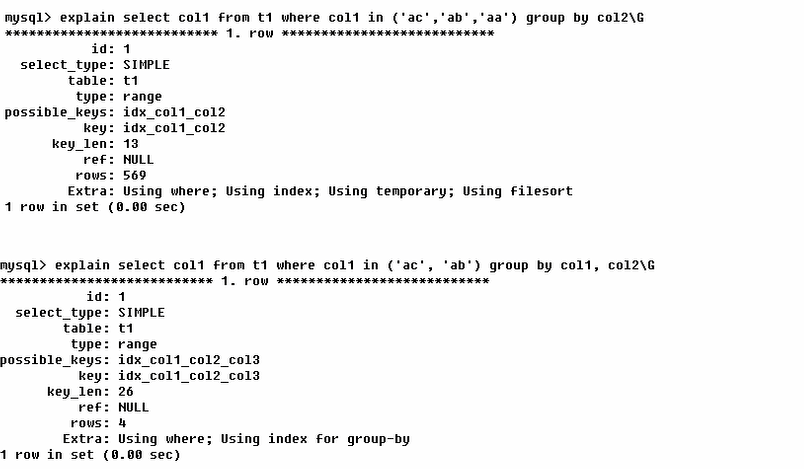 mysql> explain select col1 from t1 where col1 in ('ac','ab','aa') group by col2\G
*************************** 1. row ***************************
id: 1
select_type: SIMPLE
table: t1
type: range
possible_keys: idx_col1_col2
key: idx_col1_col2
key_len: 13
ref: NULL
rows: 569
Extra: Using where; Using index; Using temporary; Using filesort
1 row in set (0.00 sec)
mysql> explain select col1 from t1 where col1 in ('ac', 'ab') group by col1, col2\G
*************************** 1. row ***************************
id: 1
select_type: SIMPLE
table: t1
type: range
possible_keys: idx_col1_col2_col3
key: idx_col1_col2_col3
key_len: 26
ref: NULL
rows: 4
Extra: Using where; Using index for group-by
1 row in set (0.00 sec)